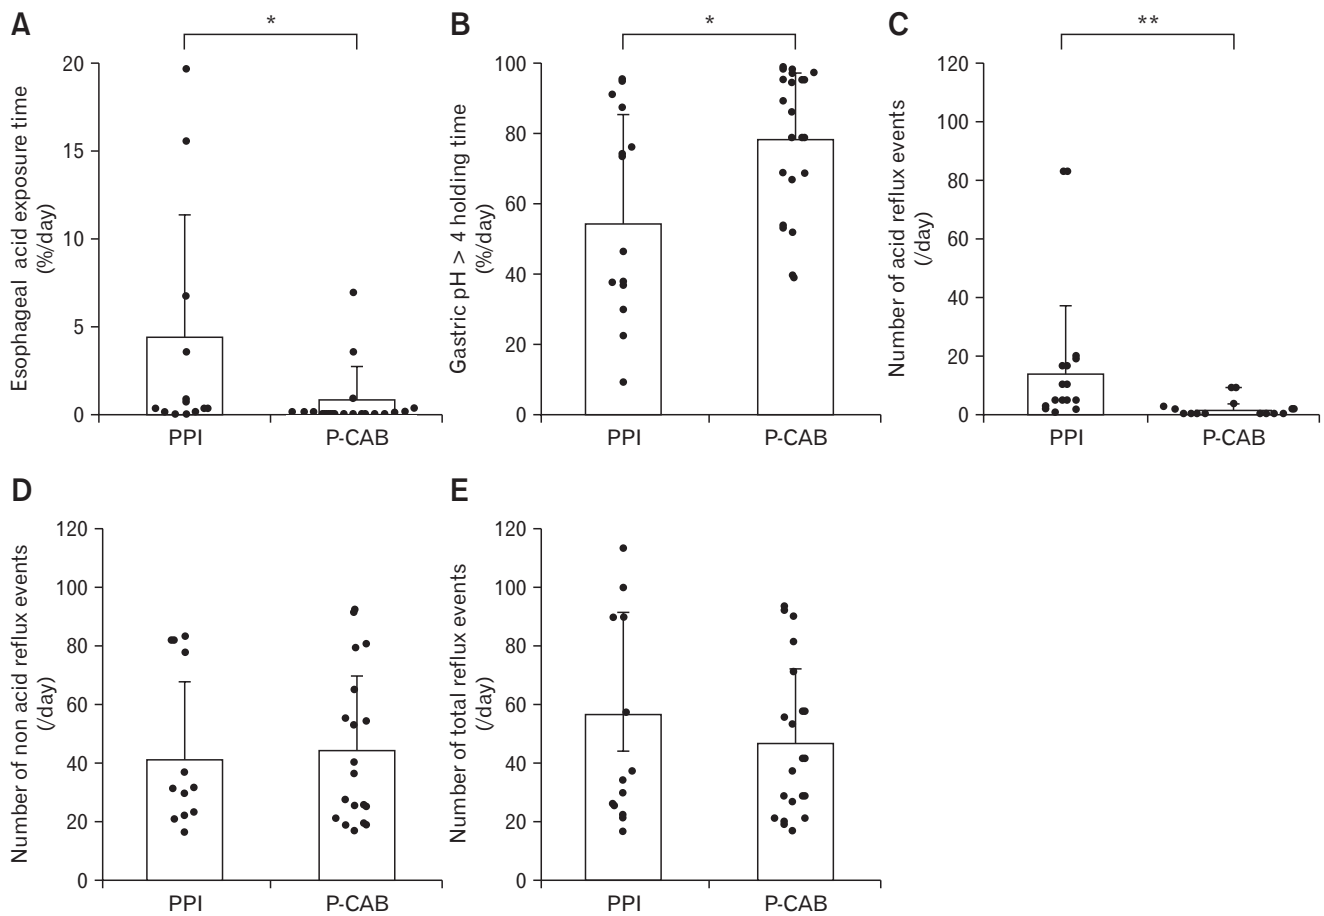 A
*
Esophageal acid exposure time
(%/day)
20
15
10
5
0
PPI
P-CAB
B
*
Gastric pH > 4 holding time
(%/day)
100
80
60
40
20
0
PPI
P-CAB
C
**
Number of acid reflux events
(/day)
120
100
80
60
40
20
0
PPI
P-CAB
D
Number of non acid reflux events
(/day)
120
100
80
60
40
20
0
PPI
P-CAB
E
Number of total reflux events
(/day)
120
100
80
60
40
20
0
PPI
P-CAB